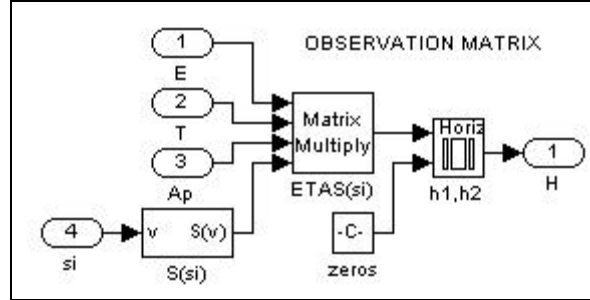 OBSERVATION MATRIX
1
E
2
T
3
Ap
4
si
v S(v)
S(si)
Matrix
Multiply
ETAS(si)
-C-
zeros
Horiz
h1,h2
1
H